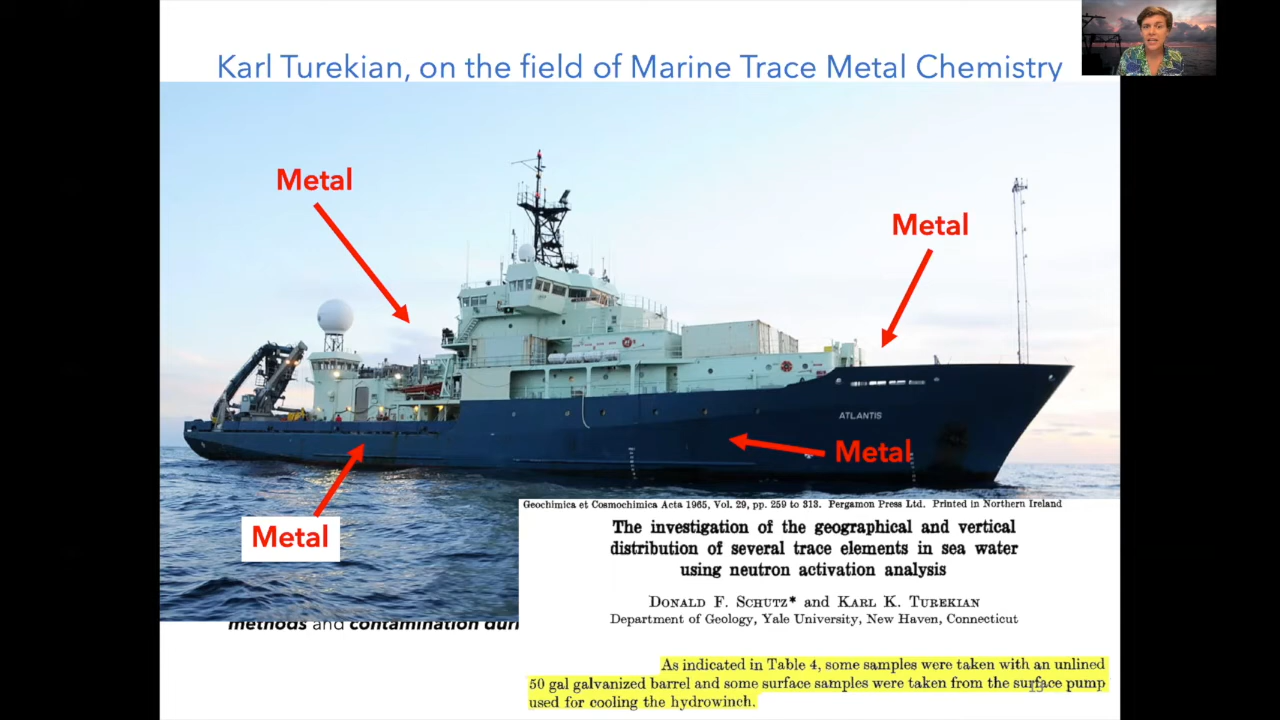 Karl Turekian, on the field of Marine Trace Metal Chemistry
Metal
Metal
ATLANTIS
Metal
Metal
Geochimica et Cosmochimica Acta 1965, Vol. 29, pp. 259 to 313. Pergamon Press Ltd. Printed in Northern Ireland
The investigation of the geographical and vertical
distribution of several trace elements in sea water
using neutron activation analysis
DONALD F. SCHUTZ* and KARL K. TUREKIAN
Department of Geology, Yale University, New Haven, Connecticut
methods and contamination duri
As indicated in Table 4, some samples were taken with an unlined
50 gal galvanized barrel and some surface samples were taken from the surface pump
used for cooling the hydrowinch.